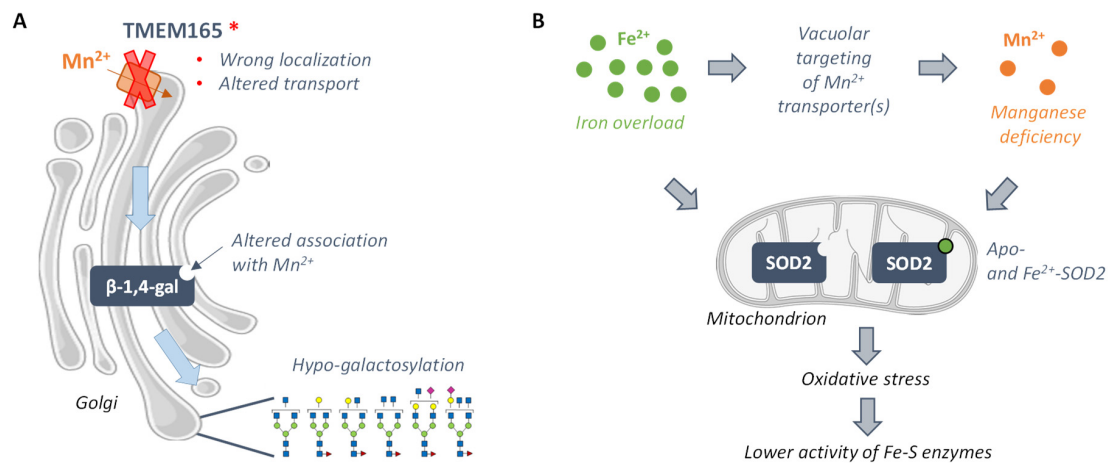 A
TMEM165 *
Mn²⁺
• Wrong localization
• Altered transport
Altered association
with Mn²⁺
β-1,4-gal
Hypo-galactosylation
Golgi
B
Fe²⁺
Iron overload
Vacuolar
targeting
of Mn²⁺
transporter(s)
Mn²⁺
Manganese
deficiency
SOD2
SOD2
Apo-
and Fe²⁺-SOD2
Mitochondrion
Oxidative stress
Lower activity of Fe-S enzymes